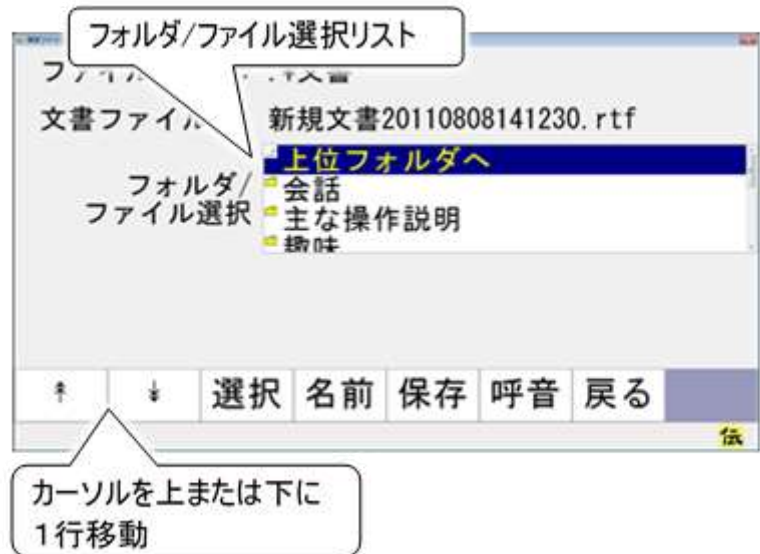 フォルダ/ファイル選択リスト
文書ファイル
新規文書20110808141230.rtf
フォルダ/
ファイル選択
上位フォルダへ
会話
主な操作説明
趣味
選択 名前 保存 呼音 戻る
伝
カーソルを上または下に
1行移動